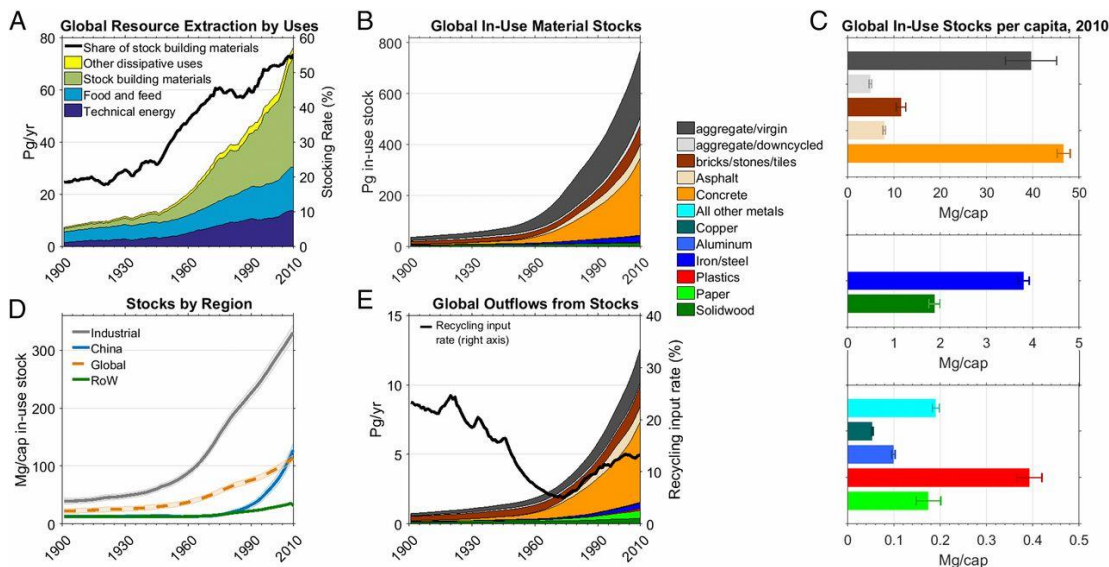 A
Global Resource Extraction by Uses
Share of stock building materials
Other dissipative uses
Stock building materials
Food and feed
Technical energy
Pg/yr
80
60
40
20
0
Stocking Rate (%)
60
50
40
30
20
10
0
1900
1930
1960
1990
2010
B
Global In-Use Material Stocks
Pg in-use stock
800
600
400
200
0
1900
1930
1960
1990
2010
aggregate/virgin
aggregate/downcycled
bricks/stones/tiles
Asphalt
Concrete
All other metals
Copper
Aluminum
Iron/steel
Plastics
Paper
Solidwood
C
Global In-Use Stocks per capita, 2010
0 10 20 30 40 50
Mg/cap
0 1 2 3 4 5
Mg/cap
0 0.1 0.2 0.3 0.4 0.5
Mg/cap
D
Stocks by Region
Industrial
China
Global
RoW
Mg/cap in-use stock
300
200
100
0
1900
1930
1960
1990
2010
E
Global Outflows from Stocks
Recycling input
rate (right axis)
Pg/yr
15
10
5
0
Recycling input rate (%)
40
30
20
10
0
1900
1930
1960
1990
2010